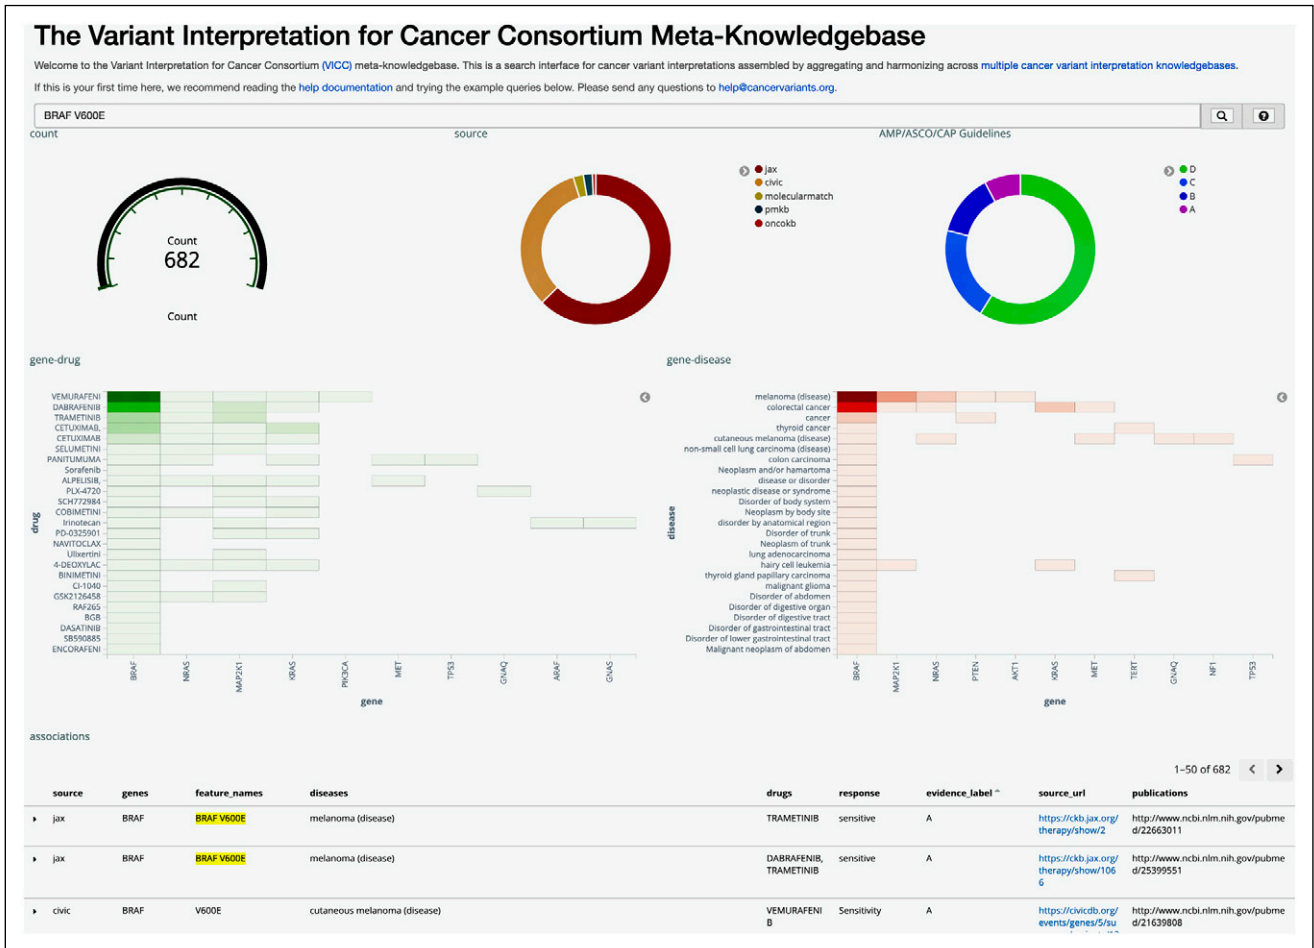 The Variant Interpretation for Cancer Consortium Meta-Knowledgebase
Welcome to the Variant Interpretation for Cancer Consortium (VICC) meta-knowledgebase. This is a search interface for cancer variant interpretations assembled by aggregating and harmonizing across multiple cancer variant interpretation knowledgebases.
If this is your first time here, we recommend reading the help documentation and trying the example queries below. Please send any questions to help@cancervariants.org.
BRAF V600E
count
Count
682
Count
source
jax
civic
molecularmatch
pmkb
oncokb
AMP/ASCO/CAP Guidelines
D
C
B
A
gene-drug
drug
VEMURAFENI
DABRAFENIB
TRAMETINIB
CETUXIMAB,
CETUXIMAB
SELUMETINI
PANITUMUMA
Sorafenib
ALPELISIB,
PLX-4720
SCH772984
COBIMETINI
Irinotecan
PD-0325901
NAVITOCLAX
Ulixertini
4-DEOXYLAC
BINIMETINI
CI-1040
GSK2126458
RAF265
BGB
DASATINIB
SB590885
ENCORAFENI
BRAF
NRAS
MAP2K1
KRAS
PIK3CA
MET
TP53
GNAQ
ARAF
GNAS
gene
gene-disease
disease
melanoma (disease)
colorectal cancer
cancer
thyroid cancer
cutaneous melanoma (disease)
non-small cell lung carcinoma (disease)
colon carcinoma
Neoplasm and/or hamartoma
disease or disorder
neoplastic disease or syndrome
Disorder of body system
Neoplasm by body site
disorder by anatomical region
Disorder of trunk
Neoplasm of trunk
lung adenocarcinoma
hairy cell leukemia
thyroid gland papillary carcinoma
malignant glioma
Disorder of abdomen
Disorder of digestive organ
Disorder of digestive tract
Disorder of gastrointestinal tract
Disorder of lower gastrointestinal tract
Malignant neoplasm of abdomen
BRAF
MAP2K1
NRAS
PTEN
AKT1
KRAS
MET
TERT
GNAQ
NF1
TP53
gene
associations
1–50 of 682
source genes feature_names diseases drugs response evidence_label source_url publications
jax BRAF BRAF V600E melanoma (disease) TRAMETINIB sensitive A https://ckb.jax.org/ http://www.ncbi.nlm.nih.gov/pubme
therapy/show/2 d/22663011
jax BRAF BRAF V600E melanoma (disease) DABRAFENIB, sensitive A https://ckb.jax.org/ http://www.ncbi.nlm.nih.gov/pubme
TRAMETINIB therapy/show/106 d/25399551
6
civic BRAF V600E cutaneous melanoma (disease) VEMURAFENI Sensitivity A https://civicdb.org/ http://www.ncbi.nlm.nih.gov/pubme
B events/genes/5/su d/21639808